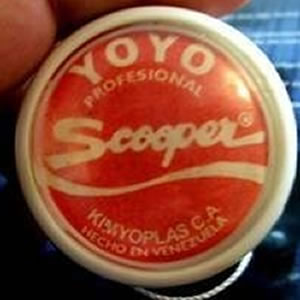 YOYO
PROFESIONAL
Scooper®
KIMYOPLAS C.A.
HECHO EN VENEZUELA